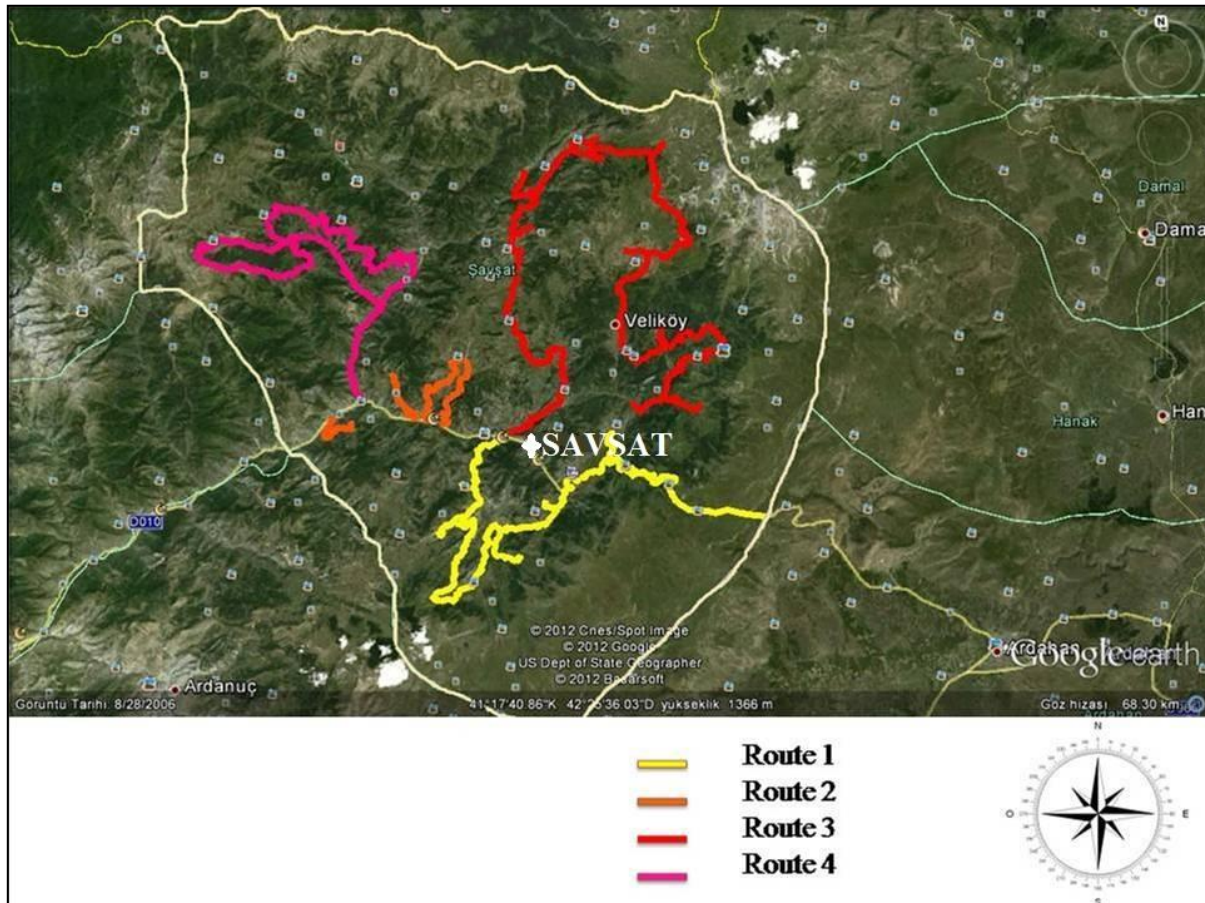 N
Damal
Dama
Şavşat
Veliköy
Hanak
Han
SAVSAT
D010
© 2012 Cnes/Spot Image
© 2012 Google
US Dept of State Geographer
© 2012 Basarsoft
Ardahan
Google earth
Ardanuç
Görüntü Tarihi: 8/28/2006
41°17'40.86"K 42°25'36.03"D yükseklik 1366 m
Göz hizası 68.30 km
Ardahan
Route 1
Route 2
Route 3
Route 4
N
O
E
S